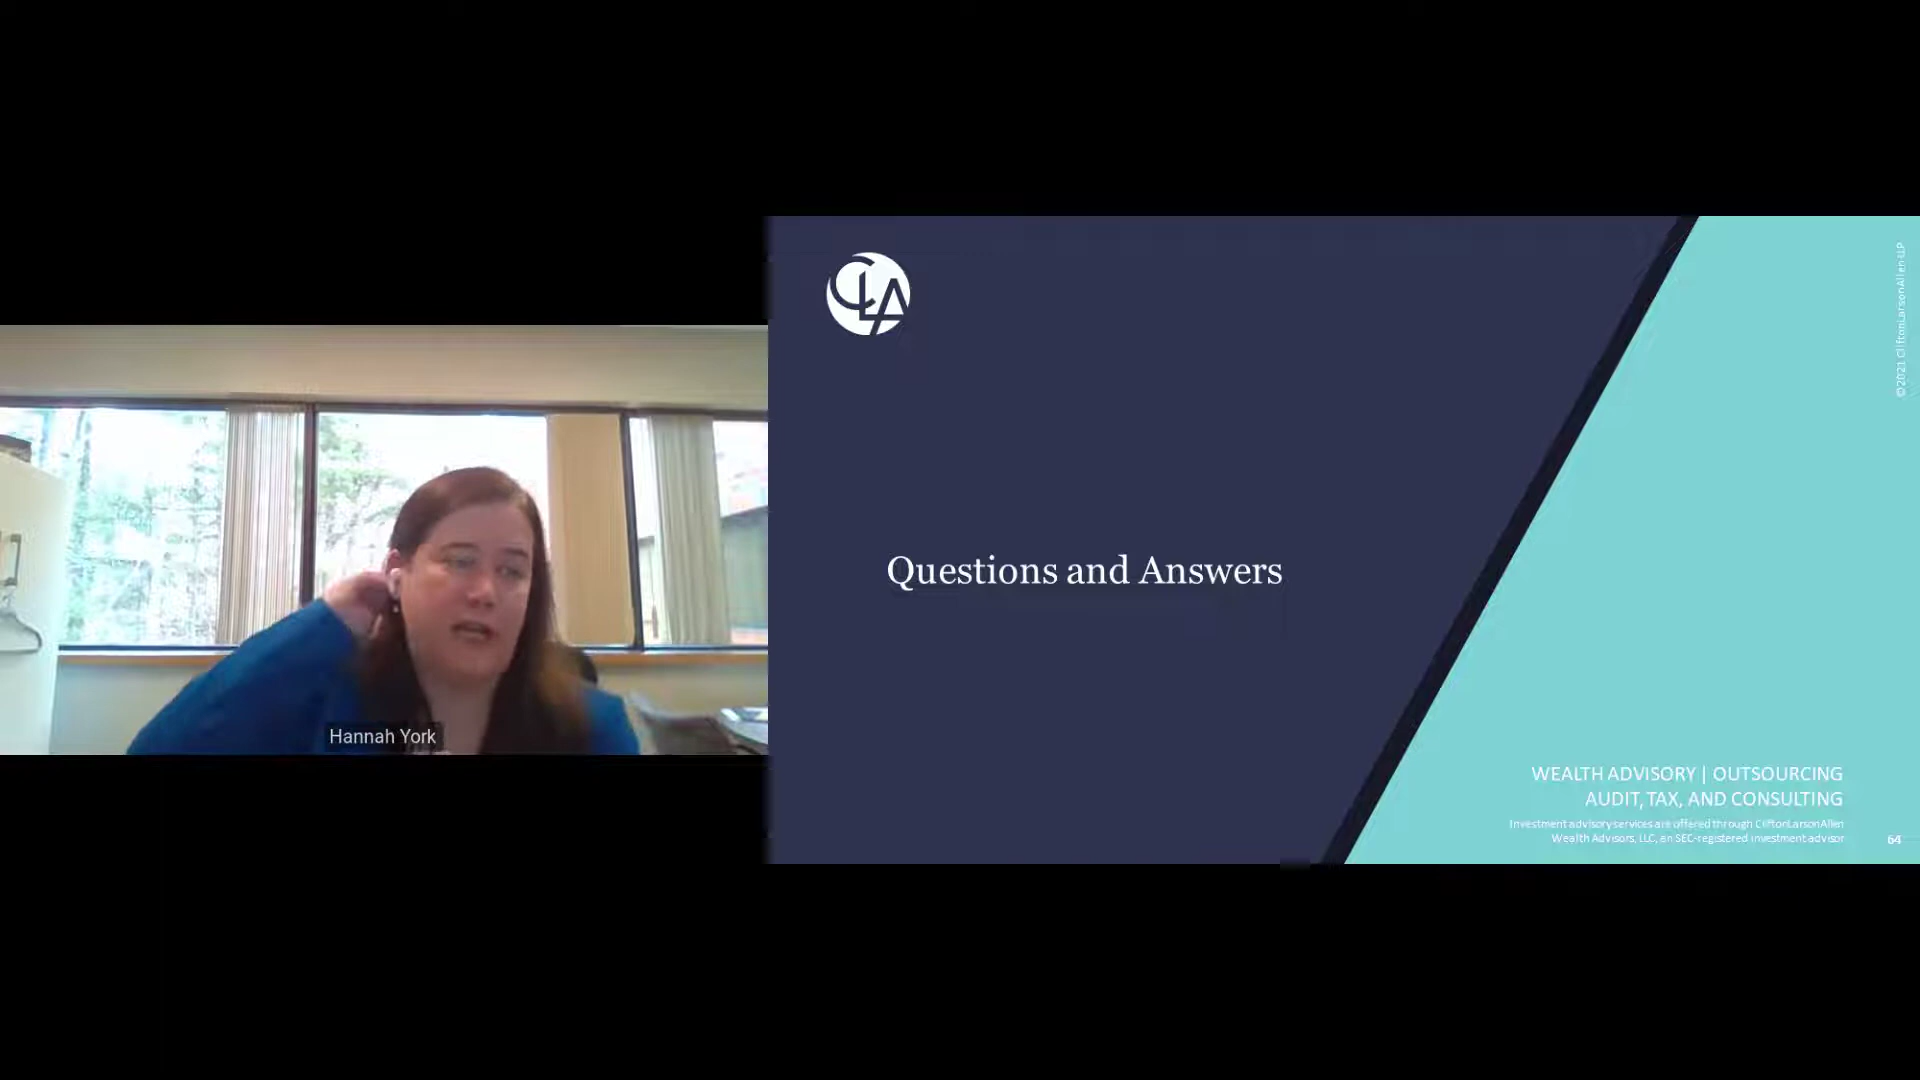 Hannah York
CLA
Questions and Answers
©2021 CliftonLarsonAllen LLP
WEALTH ADVISORY | OUTSOURCING
AUDIT, TAX, AND CONSULTING
Investment advisory services are offered through CliftonLarsonAllen
Wealth Advisors, LLC, an SEC-registered investment advisor
64